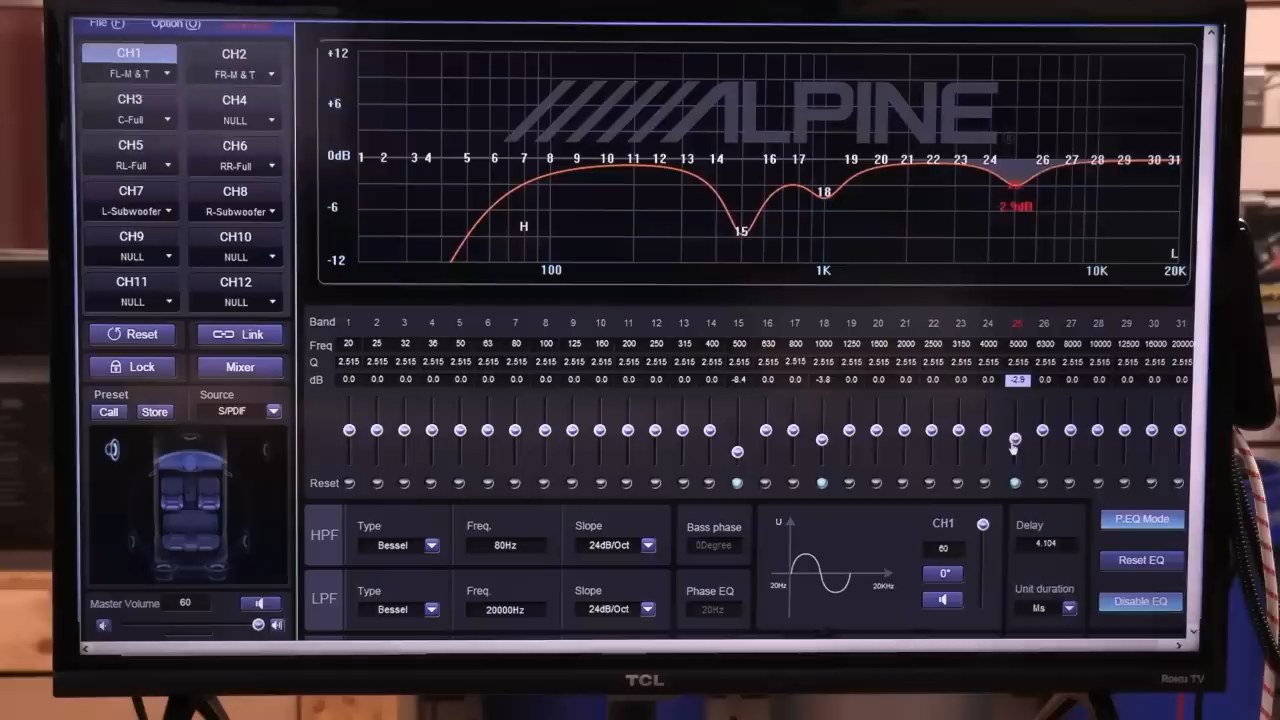 File (F) Option (O)
CH1 CH2
FL-M & T FR-M & T
CH3 CH4
C-Full NULL
CH5 CH6
RL-Full RR-Full
CH7 CH8
L-Subwoofer R-Subwoofer
CH9 CH10
NULL NULL
CH11 CH12
NULL NULL
Reset Link
Lock Mixer
Preset Source
Call Store S/PDIF
Master Volume 60
+12
+6
0dB
-6
-12
ALPINE
®
1 2 3 4 5 6 7 8 9 10 11 12 13 14 16 17 19 20 21 22 23 24 26 27 28 29 30 31
18
2.9dB
15
H
L
100 1K 10K 20K
Band 1 2 3 4 5 6 7 8 9 10 11 12 13 14 15 16 17 18 19 20 21 22 23 24 25 26 27 28 29 30 31
Freq 20 25 32 36 50 63 80 100 125 160 200 250 315 400 500 630 800 1000 1250 1600 2000 2500 3150 4000 5000 6300 8000 10000 12500 16000 20000
Q 2.515 2.515 2.515 2.515 2.515 2.515 2.515 2.515 2.515 2.515 2.515 2.515 2.515 2.515 2.515 2.515 2.515 2.515 2.515 2.515 2.515 2.515 2.515 2.515 2.515 2.515 2.515 2.515 2.515 2.515 2.515
dB 0.0 0.0 0.0 0.0 0.0 0.0 0.0 0.0 0.0 0.0 0.0 0.0 0.0 0.0 -8.4 0.0 0.0 -3.8 0.0 0.0 0.0 0.0 0.0 0.0 -2.9 0.0 0.0 0.0 0.0 0.0 0.0
Reset
HPF Type Freq. Slope
Bessel 80Hz 24dB/Oct
LPF Type Freq. Slope
Bessel 20000Hz 24dB/Oct
Bass phase
0Degree
Phase EQ
20Hz
U
20Hz 20KHz
CH1
60
0°
Delay
4.104
Unit duration
Ms
P.EQ Mode
Reset EQ
Disable EQ
TCL
Roku TV